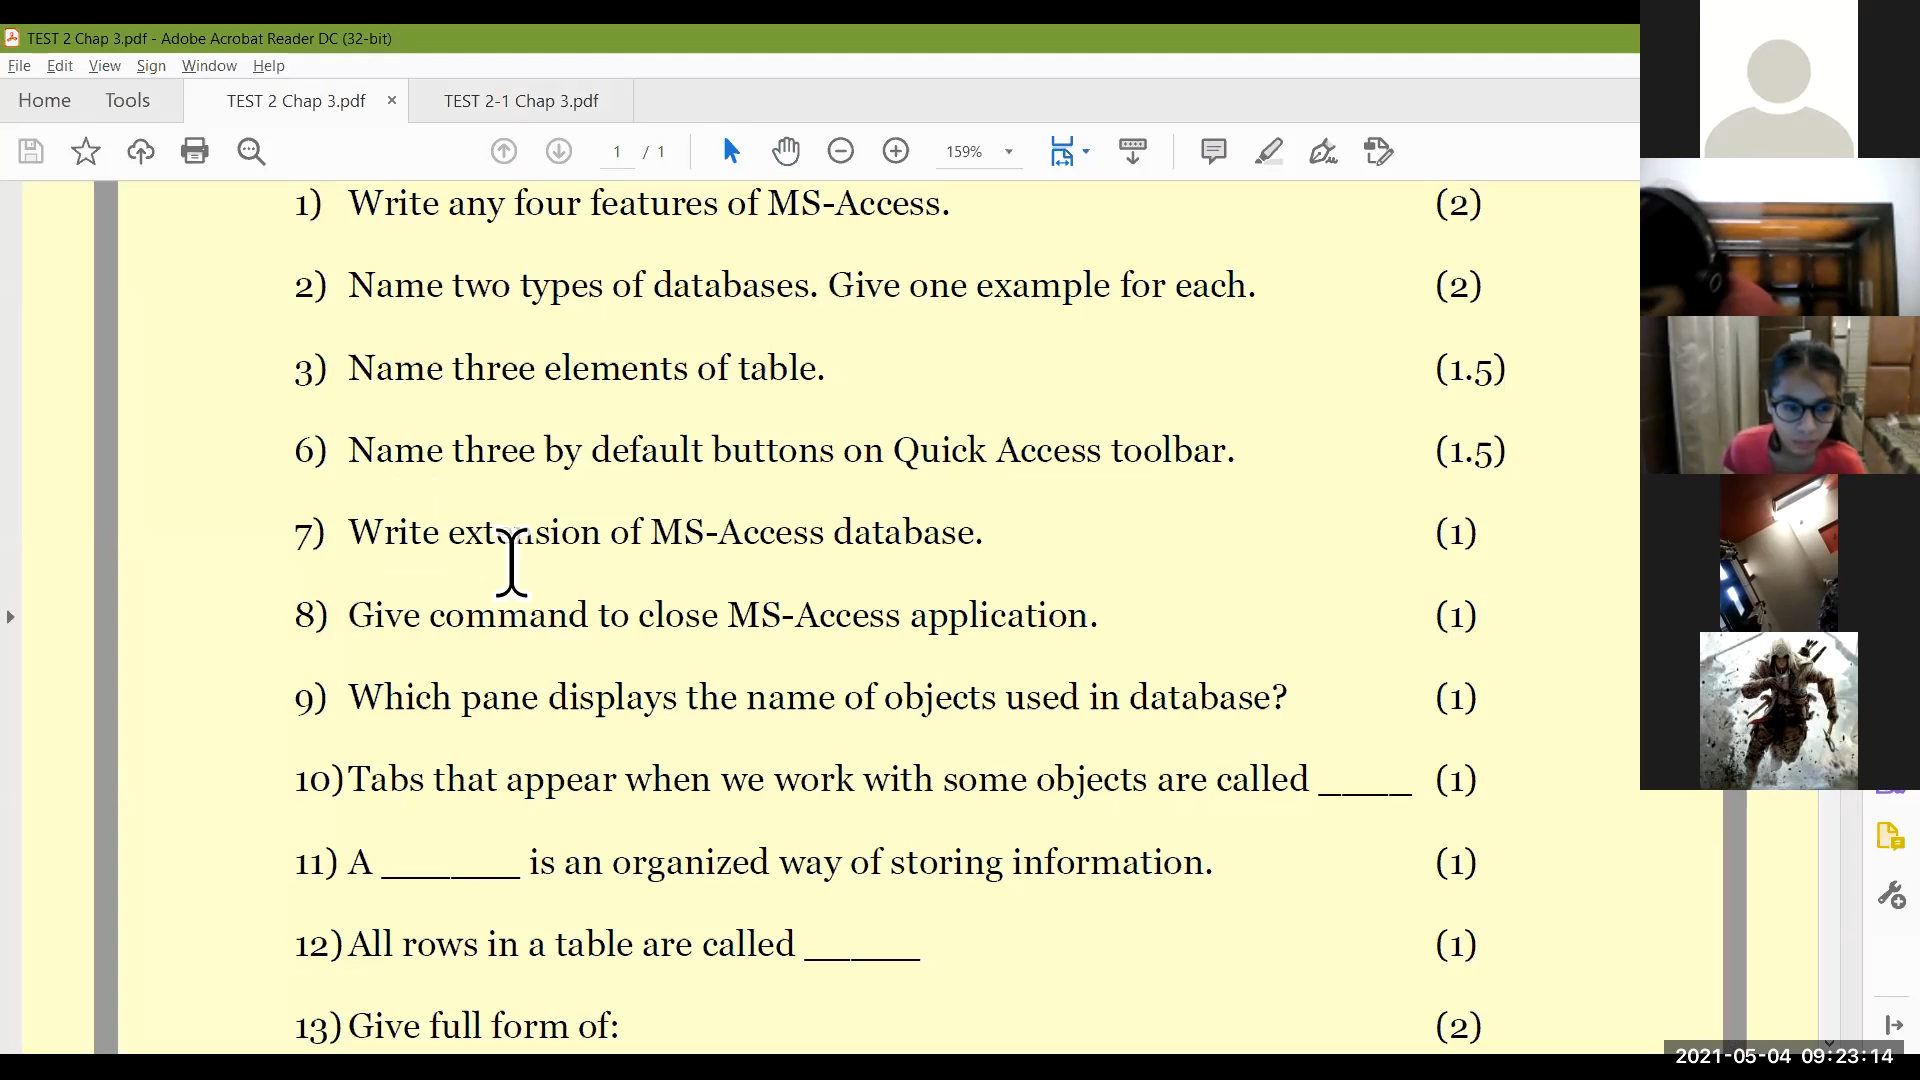 TEST 2 Chap 3.pdf - Adobe Acrobat Reader DC (32-bit)
File Edit View Sign Window Help
Home Tools TEST 2 Chap 3.pdf × TEST 2-1 Chap 3.pdf
1 / 1 159%
1) Write any four features of MS-Access. (2)
2) Name two types of databases. Give one example for each. (2)
3) Name three elements of table. (1.5)
6) Name three by default buttons on Quick Access toolbar. (1.5)
7) Write extension of MS-Access database. (1)
8) Give command to close MS-Access application. (1)
9) Which pane displays the name of objects used in database? (1)
10) Tabs that appear when we work with some objects are called ____ (1)
11) A ______ is an organized way of storing information. (1)
12) All rows in a table are called _____ (1)
13) Give full form of: (2)
2021-05-04 09:23:14